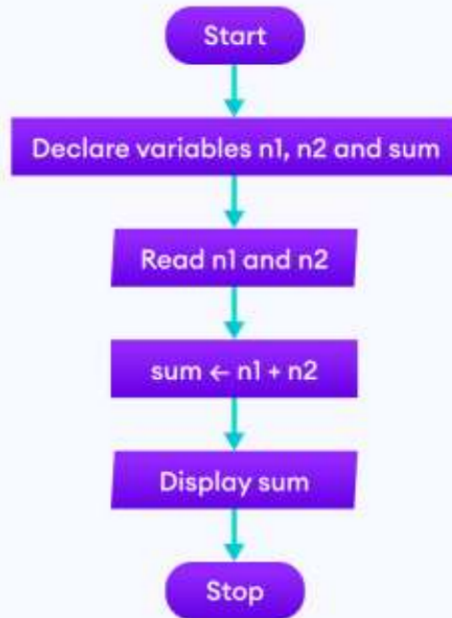 Start
Declare variables n1, n2 and sum
Read n1 and n2
sum ← n1 + n2
Display sum
Stop